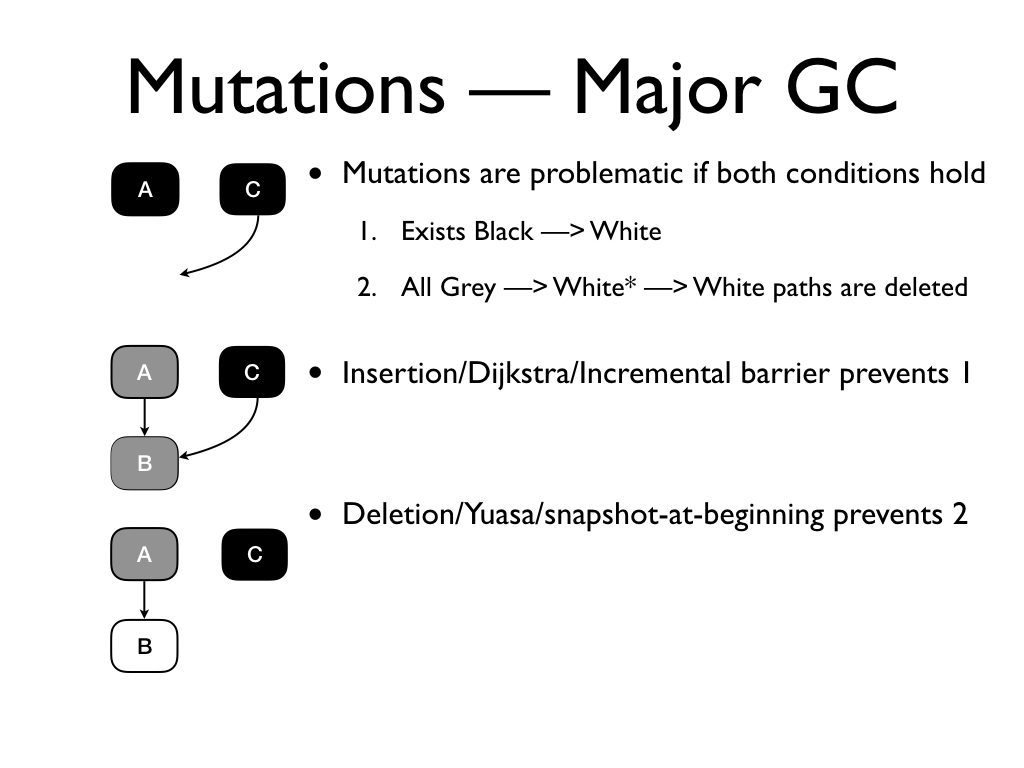 Mutations — Major GC
A
C
• Mutations are problematic if both conditions hold
1. Exists Black —> White
2. All Grey —> White* —> White paths are deleted
A
C
• Insertion/Dijkstra/Incremental barrier prevents 1
B
• Deletion/Yuasa/snapshot-at-beginning prevents 2
A
C
B